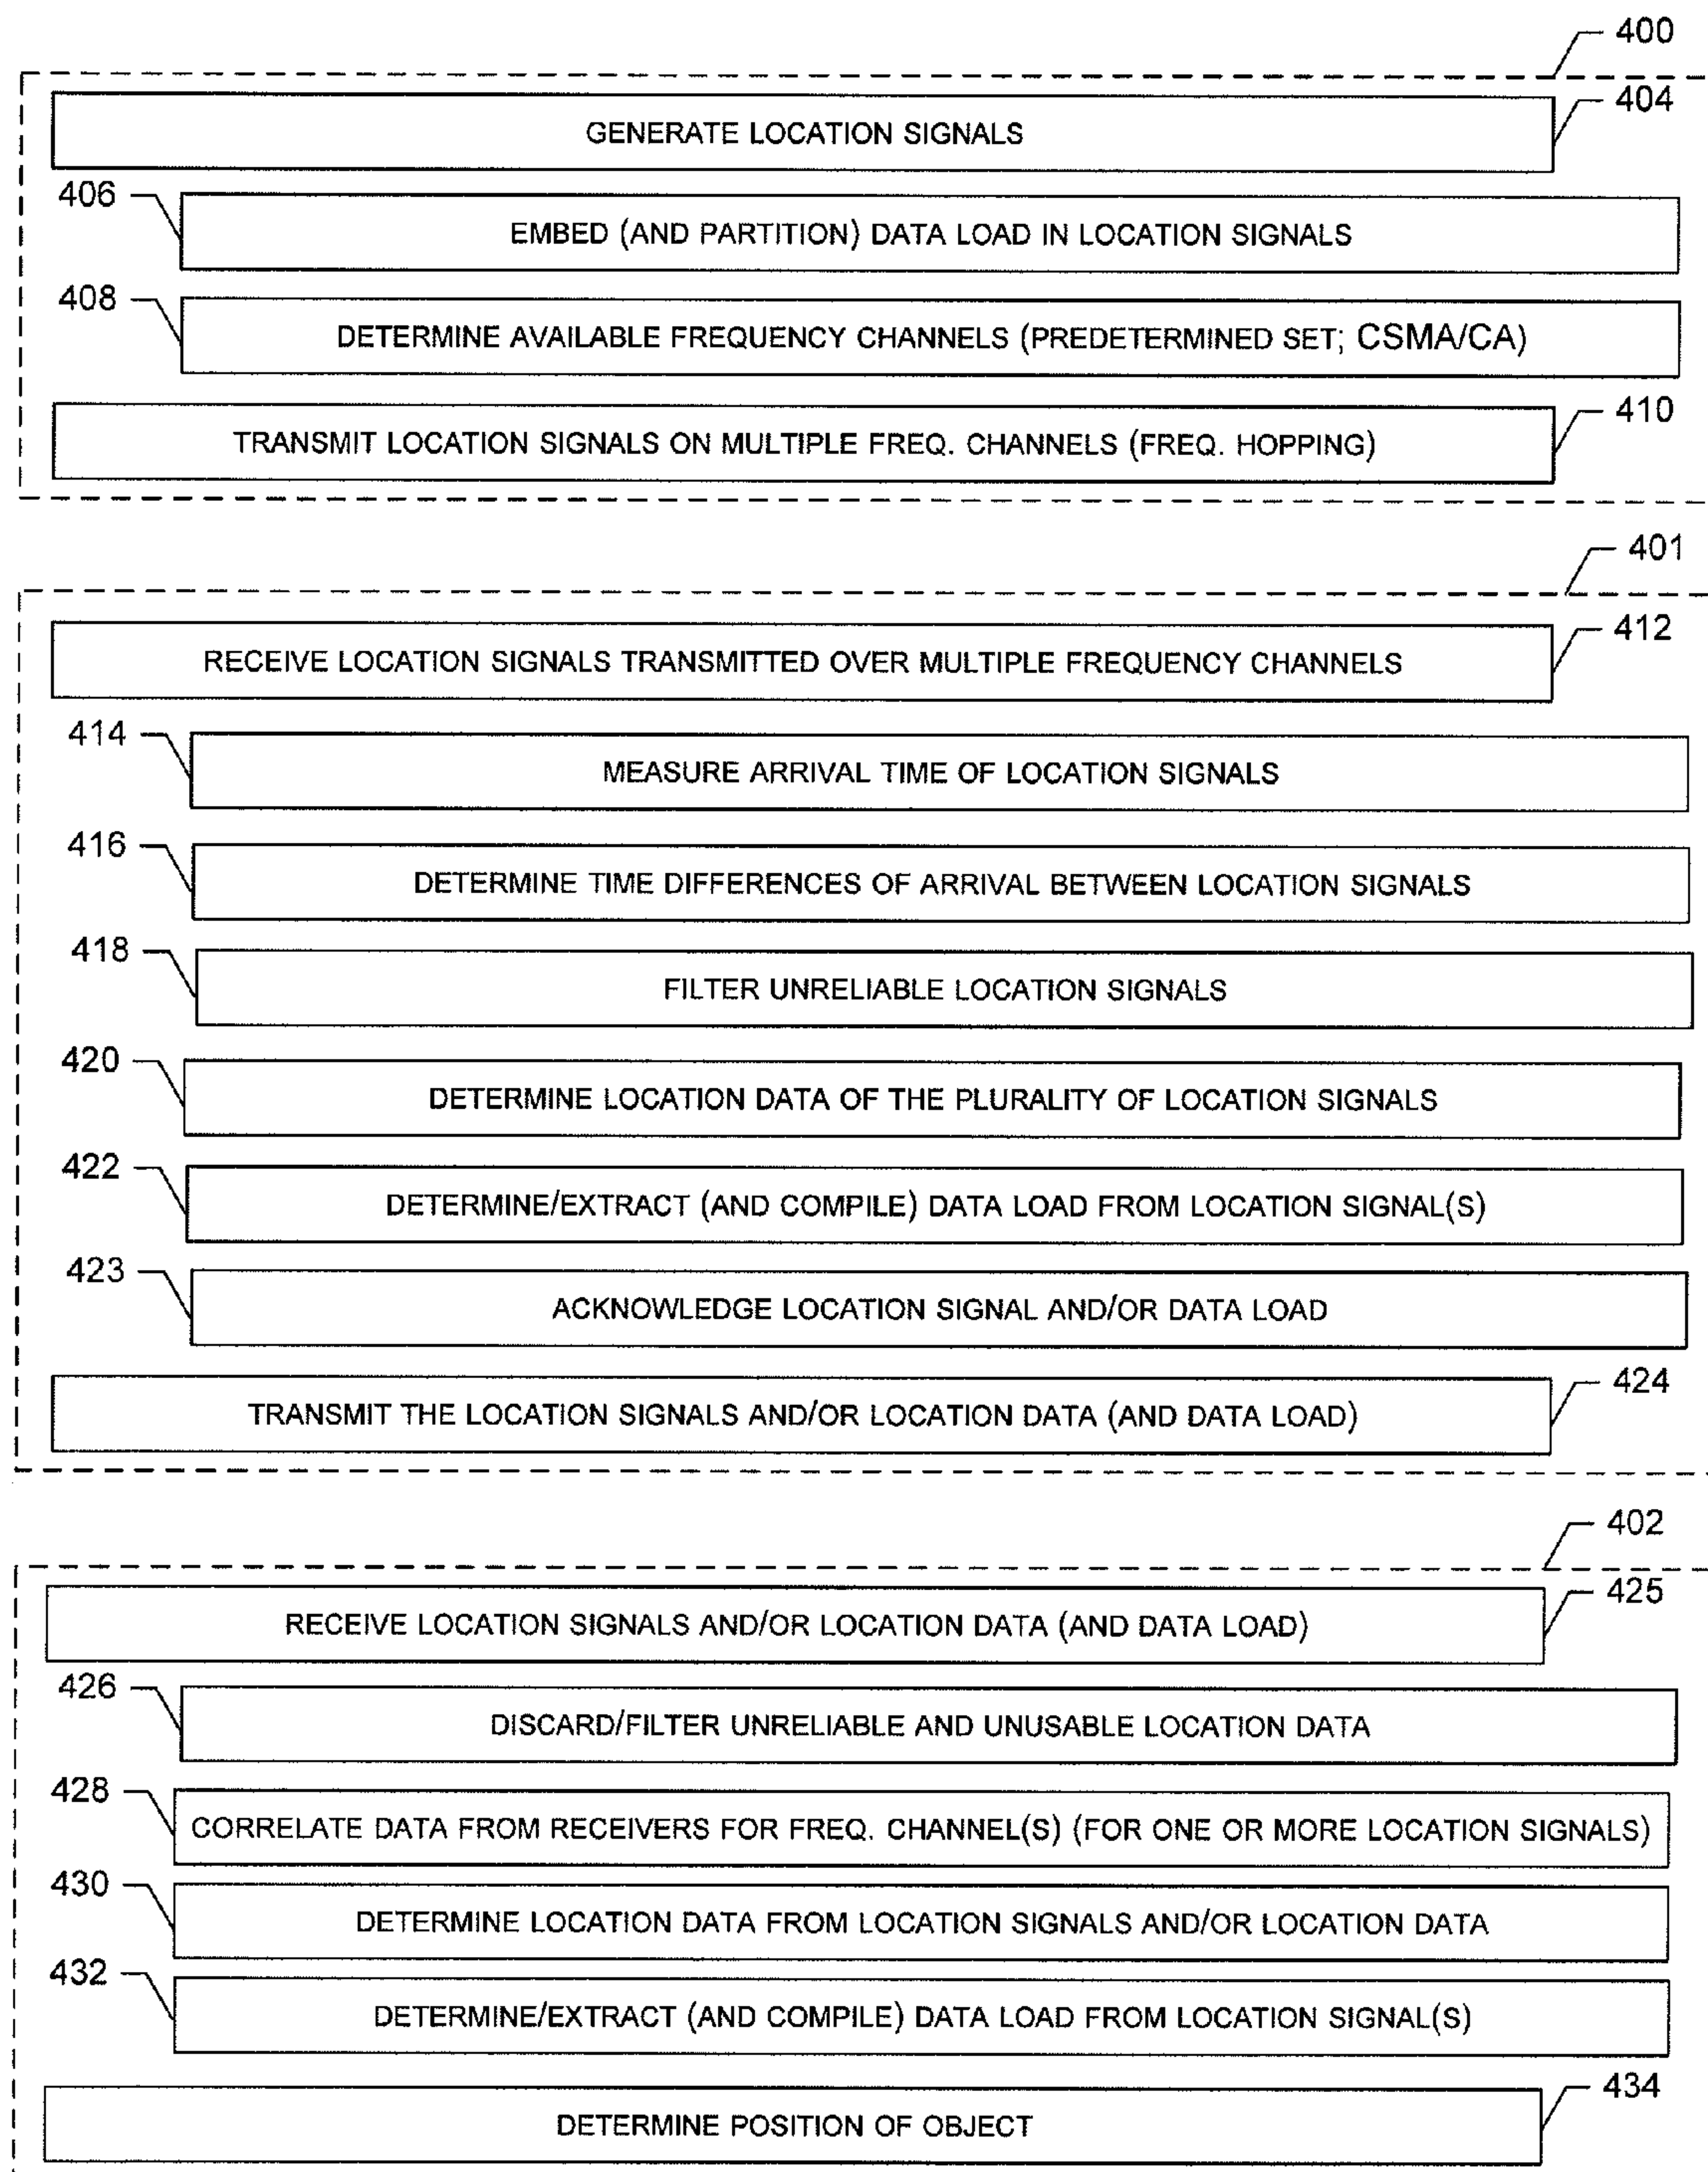 400
404
GENERATE LOCATION SIGNALS
406
EMBED (AND PARTITION) DATA LOAD IN LOCATION SIGNALS
408
DETERMINE AVAILABLE FREQUENCY CHANNELS (PREDETERMINED SET; CSMA/CA)
410
TRANSMIT LOCATION SIGNALS ON MULTIPLE FREQ. CHANNELS (FREQ. HOPPING)
401
412
RECEIVE LOCATION SIGNALS TRANSMITTED OVER MULTIPLE FREQUENCY CHANNELS
414
MEASURE ARRIVAL TIME OF LOCATION SIGNALS
416
DETERMINE TIME DIFFERENCES OF ARRIVAL BETWEEN LOCATION SIGNALS
418
FILTER UNRELIABLE LOCATION SIGNALS
420
DETERMINE LOCATION DATA OF THE PLURALITY OF LOCATION SIGNALS
422
DETERMINE/EXTRACT (AND COMPILE) DATA LOAD FROM LOCATION SIGNAL(S)
423
ACKNOWLEDGE LOCATION SIGNAL AND/OR DATA LOAD
424
TRANSMIT THE LOCATION SIGNALS AND/OR LOCATION DATA (AND DATA LOAD)
402
425
RECEIVE LOCATION SIGNALS AND/OR LOCATION DATA (AND DATA LOAD)
426
DISCARD/FILTER UNRELIABLE AND UNUSABLE LOCATION DATA
428
CORRELATE DATA FROM RECEIVERS FOR FREQ. CHANNEL(S) (FOR ONE OR MORE LOCATION SIGNALS)
430
DETERMINE LOCATION DATA FROM LOCATION SIGNALS AND/OR LOCATION DATA
432
DETERMINE/EXTRACT (AND COMPILE) DATA LOAD FROM LOCATION SIGNAL(S)
434
DETERMINE POSITION OF OBJECT